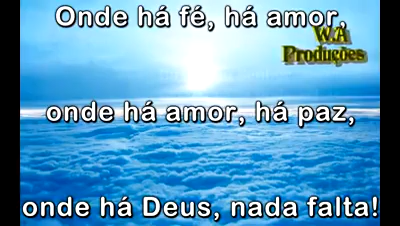 Onde há fé, há amor,
W.A
Produções
onde há amor, há paz,
onde há Deus, nada falta!